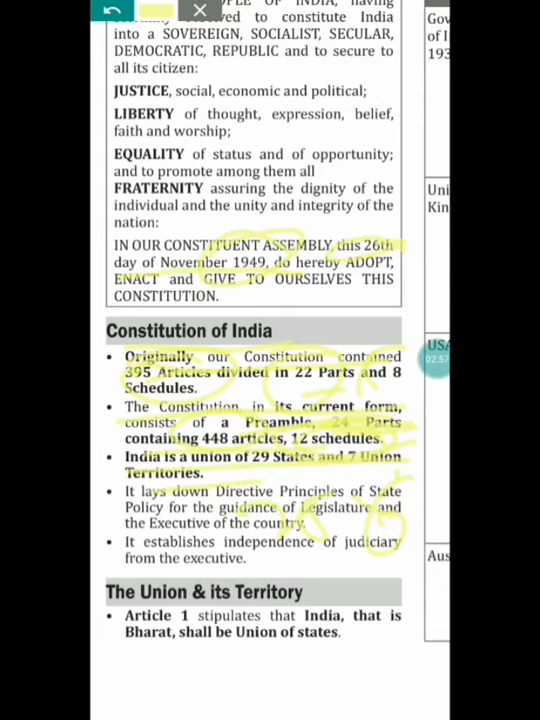 OPLE OF INDIA, having
to constitute India
into a SOVEREIGN, SOCIALIST, SECULAR,
DEMOCRATIC, REPUBLIC and to secure to
all its citizen:
JUSTICE, social, economic and political;
LIBERTY of thought, expression, belief,
faith and worship;
EQUALITY of status and of opportunity;
and to promote among them all
FRATERNITY assuring the dignity of the
individual and the unity and integrity of the
nation:
IN OUR CONSTITUENT ASSEMBLY, this 26th
day of November 1949, do hereby ADOPT,
ENACT and GIVE TO OURSELVES THIS
CONSTITUTION.
Constitution of India
• Originally our Constitution contained
395 Articles divided in 22 Parts and 8
Schedules.
• The Constitution, in its current form,
consists of a Preamble, 24 Parts
containing 448 articles, 12 schedules.
• India is a union of 29 States and 7 Union
Territories.
• It lays down Directive Principles of State
Policy for the guidance of Legislature and
the Executive of the country.
• It establishes independence of judiciary
from the executive.
The Union & its Territory
• Article 1 stipulates that India, that is
Bharat, shall be Union of states.
Gov
of I
193
Uni
Kin
USA
02:57
Aus